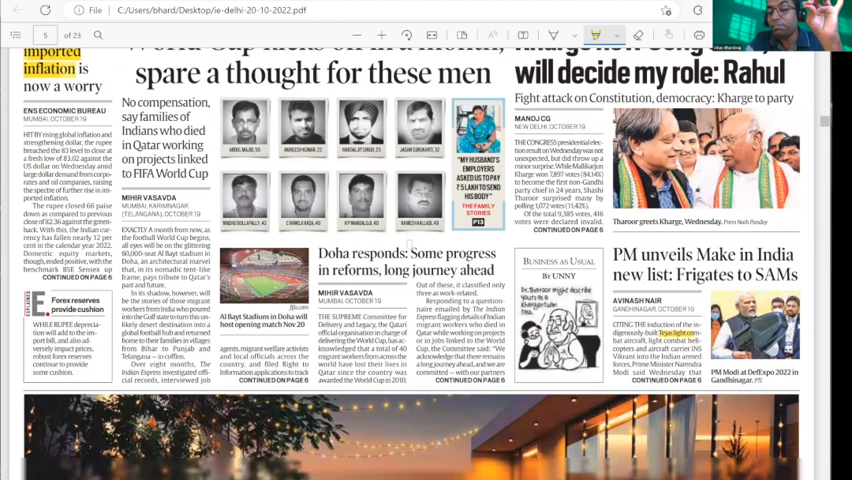 File
C:/Users/bhard/Desktop/ie-delhi-20-10-2022.pdf
5
of 23
imported
inflation is
now a worry
ENS ECONOMIC BUREAU
MUMBAI, OCTOBER 19
HIT BY rising global inflation and
strengthening dollar, the rupee
breached the 83 level to close at
a fresh low of 83.02 against the
US dollar on Wednesday amid
large dollar demand from corpo-
rates and oil companies, raising
the spectre of further rise in im-
ported inflation.
The rupee closed 66 paise
down as compared to previous
close of 82.36 against the green-
back. With this, the Indian cur-
rency has fallen nearly 12 per
cent in the calendar year 2022.
Domestic equity markets,
though, ended positive, with the
benchmark BSE Sensex up
CONTINUED ON PAGE 6
EXPLAINED
E.
Forex reserves
provide cushion
WHILE RUPEE deprecia-
tion will add to the im-
port bill, and also ad-
versely impact prices,
robust forex reserves
continue to provide
some cushion.
World Cup kicks off in a month,
spare a thought for these men
No compensation,
say families of
Indians who died
in Qatar working
on projects linked
to FIFA World Cup
MIHIR VASAVDA
MUMBAI, KARIMNAGAR
(TELANGANA), OCTOBER 19
EXACTLY A month from now, as
the football World Cup begins,
all eyes will be on the glittering
60,000-seat Al Bayt stadium in
Doha, an architectural marvel
that, in its nomadic tent-like
frame, pays tribute to Qatar's
past and future.
In its shadow, however, will
be the stories of those migrant
workers from India who poured
into the Gulf state to turn this un-
likely desert destination into a
global football hub and returned
home to their families in villages
from Bihar to Punjab and
Telangana — in coffins.
Over eight months, The
Indian Express investigated offi-
cial records, interviewed job
ABDUL MAJID, 56
AKHILESH KUMAR, 22
JAGAN SURUKANTI, 32
MADHU BOLLAPALLY, 43
"MY HUSBAND'S
EMPLOYERS
ASKED US TO PAY
₹ 5 LAKH TO SEND
HIS BODY"
THE FAMILY
STORIES
P13
fifa.com
Al Bayt Stadium in Doha will
host opening match Nov 20
agents, migrant welfare activists
and local officials across the
country, and filed Right to
Information applications to track
CONTINUED ON PAGE 6
Doha responds: Some progress
in reforms, long journey ahead
MIHIR VASAVDA
MUMBAI, OCTOBER 19
THE SUPREME Committee for
Delivery and Legacy, the Qatari
official organisation in charge of
delivering the World Cup, has ac-
knowledged that a total of 40
migrant workers from across the
world have lost their lives in
Qatar since the country was
awarded the World Cup in 2010.
Out of these, it classified only
three as work-related.
Responding to a question-
naire emailed by The Indian
Express flagging details of Indian
migrant workers who died in
Qatar while working on projects
or in jobs linked to the World
Cup, the Committee said: "We
acknowledge that there remains
a long journey ahead, and we are
committed — with our partners
CONTINUED ON PAGE 6
will decide my role: Rahul
Fight attack on Constitution, democracy: Kharge to party
MANOJ CG
NEW DELHI, OCTOBER 19
THE CONGRESS presidential elec-
tion result on Wednesday was not
unexpected, but did throw up a
minor surprise. While Mallikarjun
Kharge won 7,897 votes (84.14%)
to become the first non-Gandhi
party chief in 24 years, Shashi
Tharoor surprised many by
polling 1,072 votes (11.42%).
Of the total 9,385 votes, 416
votes were declared invalid.
CONTINUED ON PAGE 6
Tharoor greets Kharge, Wednesday. Prem Nath Pandey
BUSINESS AS USUAL
BY UNNY
PM unveils Make in India
new list: Frigates to SAMs
AVINASH NAIR
GANDHINAGAR, OCTOBER 19
CITING THE induction of the in-
digenously-built Tejas light com-
bat aircraft, light combat heli-
copters and aircraft carrier INS
Vikrant into the Indian armed
forces, Prime Minister Narendra
Modi said Wednesday that
CONTINUED ON PAGE 6
PM Modi at DefExpo 2022 in
Gandhinagar. PTI